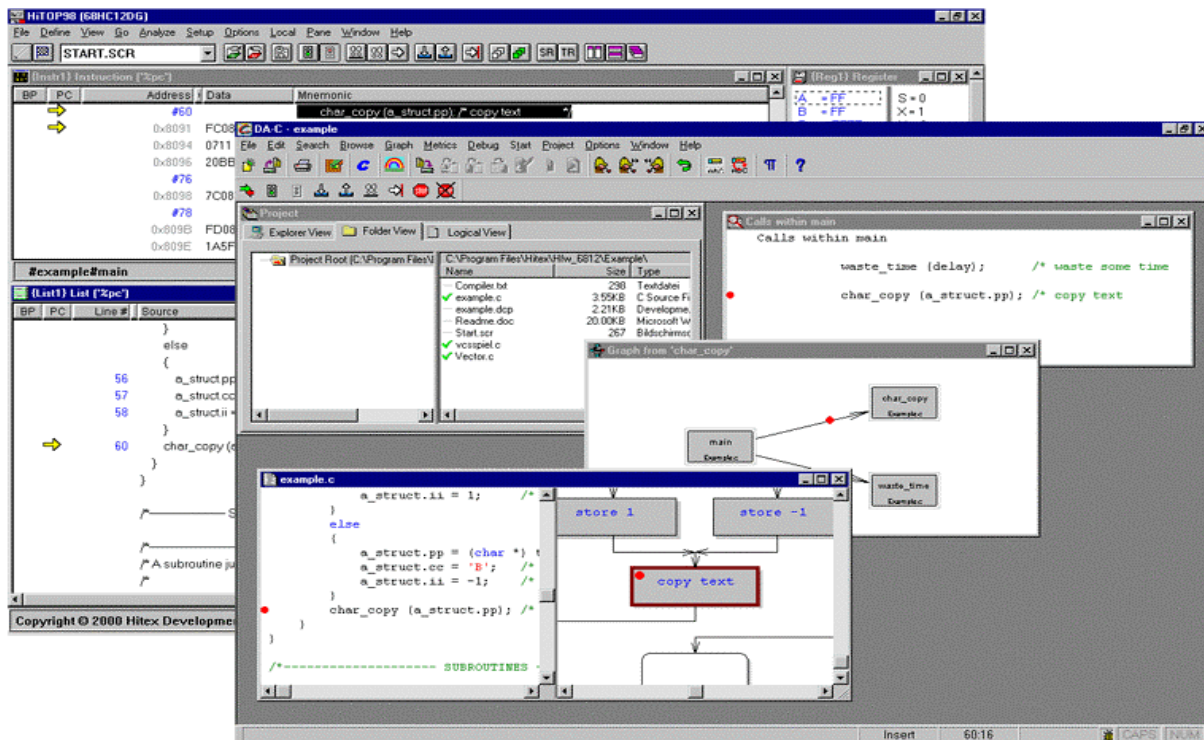 HiTOP98 (68HC12DG)
File Define View Go Analyze Setup Options Local Pane Window Help
START.SCR
SR TR
{Instr1} Instruction ("%pc")
BP PC Address Data Mnemonic
#60 char_copy (a_struct.pp); /* copy text */
0x8091 FC08
0x8094 0711
0x8096 20BB
#76
0x8098 7C08
#78
0x809B FD08
0x809E 1A5F
#example#main
{Reg1} Register
A =FF S=0
B =FF X=1
{List1} List ("%pc")
BP PC Line # Source
}
else
{
56 a_struct.pp
57 a_struct.cc
58 a_struct.ii =
}
60 char_copy (a
}
}
/*
/*
/* A subroutine ju
/*
Copyright © 2000 Hitex Developme
DA-C - example
File Edit Search Browse Graph Metrics Debug Start Project Options Window Help
Project
Explorer View Folder View Logical View
Project Root (C:\Program Files\
C:\Program Files\Hitex\Hilw_6812\Example\
Name Size Type
Compiler.txt 298 Textdatei
example.c 3.55KB C Source Fi
example.dcp 2.21KB Developme.
Readme.doc 20.00KB Microsoft W
Start.scr 267 Bildschirmsc
vcsspiel.c
Vector.c
Calls within main
Calls within main
waste_time (delay); /* waste some time
char_copy (a_struct.pp); /* copy text
Graph from 'char_copy'
char_copy
Example.c
main
Example.c
waste_time
Example.c
example.c
a_struct.ii = 1; /*
}
else
{
a_struct.pp = (char *) t
a_struct.cc = 'B'; /*
a_struct.ii = -1; /*
}
char_copy (a_struct.pp); /*
}
}
/*-------------------- SUBROUTINES -
store 1
store -1
copy text
Insert 60:16 CAPS NUM